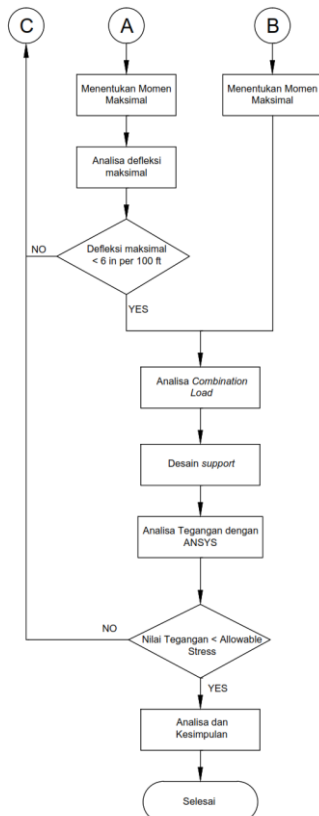 C
A
B
Menentukan Momen
Maksimal
Menentukan Momen
Maksimal
Analisa defleksi
maksimal
NO
Defleksi maksimal
< 6 in per 100 ft
YES
Analisa Combination
Load
Desain support
Analisa Tegangan dengan
ANSYS
NO
Nilai Tegangan < Allowable
Stress
YES
Analisa dan
Kesimpulan
Selesai